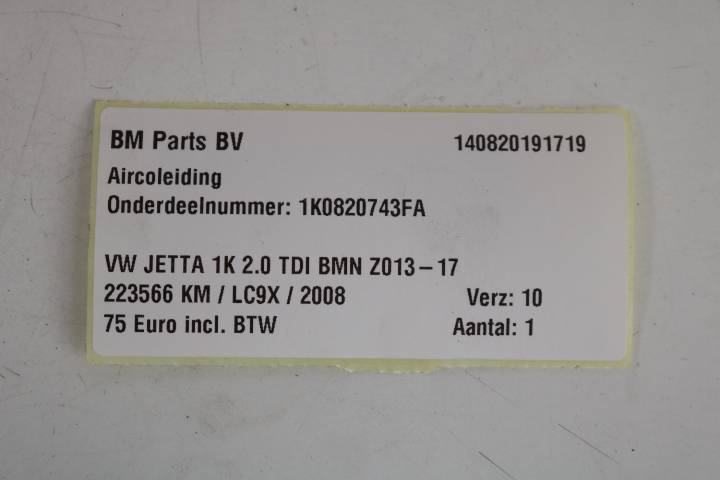 BM Parts BV 140820191719
Aircoleiding
Onderdeelnummer: 1K0820743FA
VW JETTA 1K 2.0 TDI BMN Z013-17
223566 KM / LC9X / 2008 Verz: 10
75 Euro incl. BTW Aantal: 1